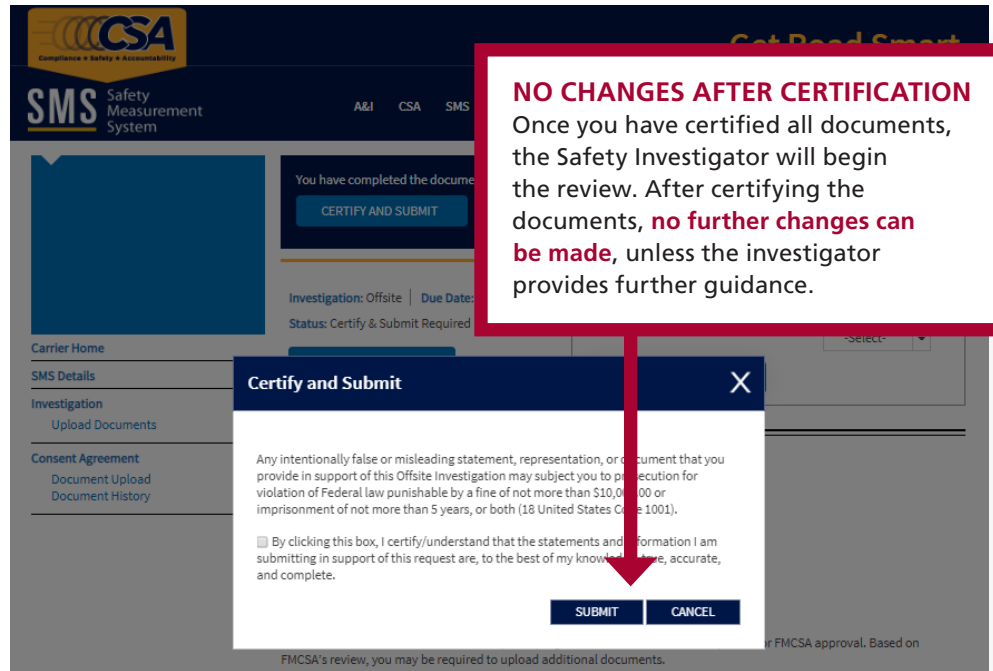 CSA
Compliance • Safety • Accountability
Get Road Smart
SMS Safety
Measurement
System
A&I CSA SMS
NO CHANGES AFTER CERTIFICATION
Once you have certified all documents,
the Safety Investigator will begin
the review. After certifying the
documents, no further changes can
be made, unless the investigator
provides further guidance.
You have completed the docume
CERTIFY AND SUBMIT
Investigation: Offsite | Due Date:
Status: Certify & Submit Required
-Select-
Carrier Home
SMS Details
Investigation
Upload Documents
Consent Agreement
Document Upload
Document History
Certify and Submit X
Any intentionally false or misleading statement, representation, or document that you
provide in support of this Offsite Investigation may subject you to prosecution for
violation of Federal law punishable by a fine of not more than $10,000.00 or
imprisonment of not more than 5 years, or both (18 United States Code 1001).
By clicking this box, I certify/understand that the statements and information I am
submitting in support of this request are, to the best of my knowledge, true, accurate,
and complete.
SUBMIT CANCEL
or FMCSA approval. Based on
FMCSA's review, you may be required to upload additional documents.